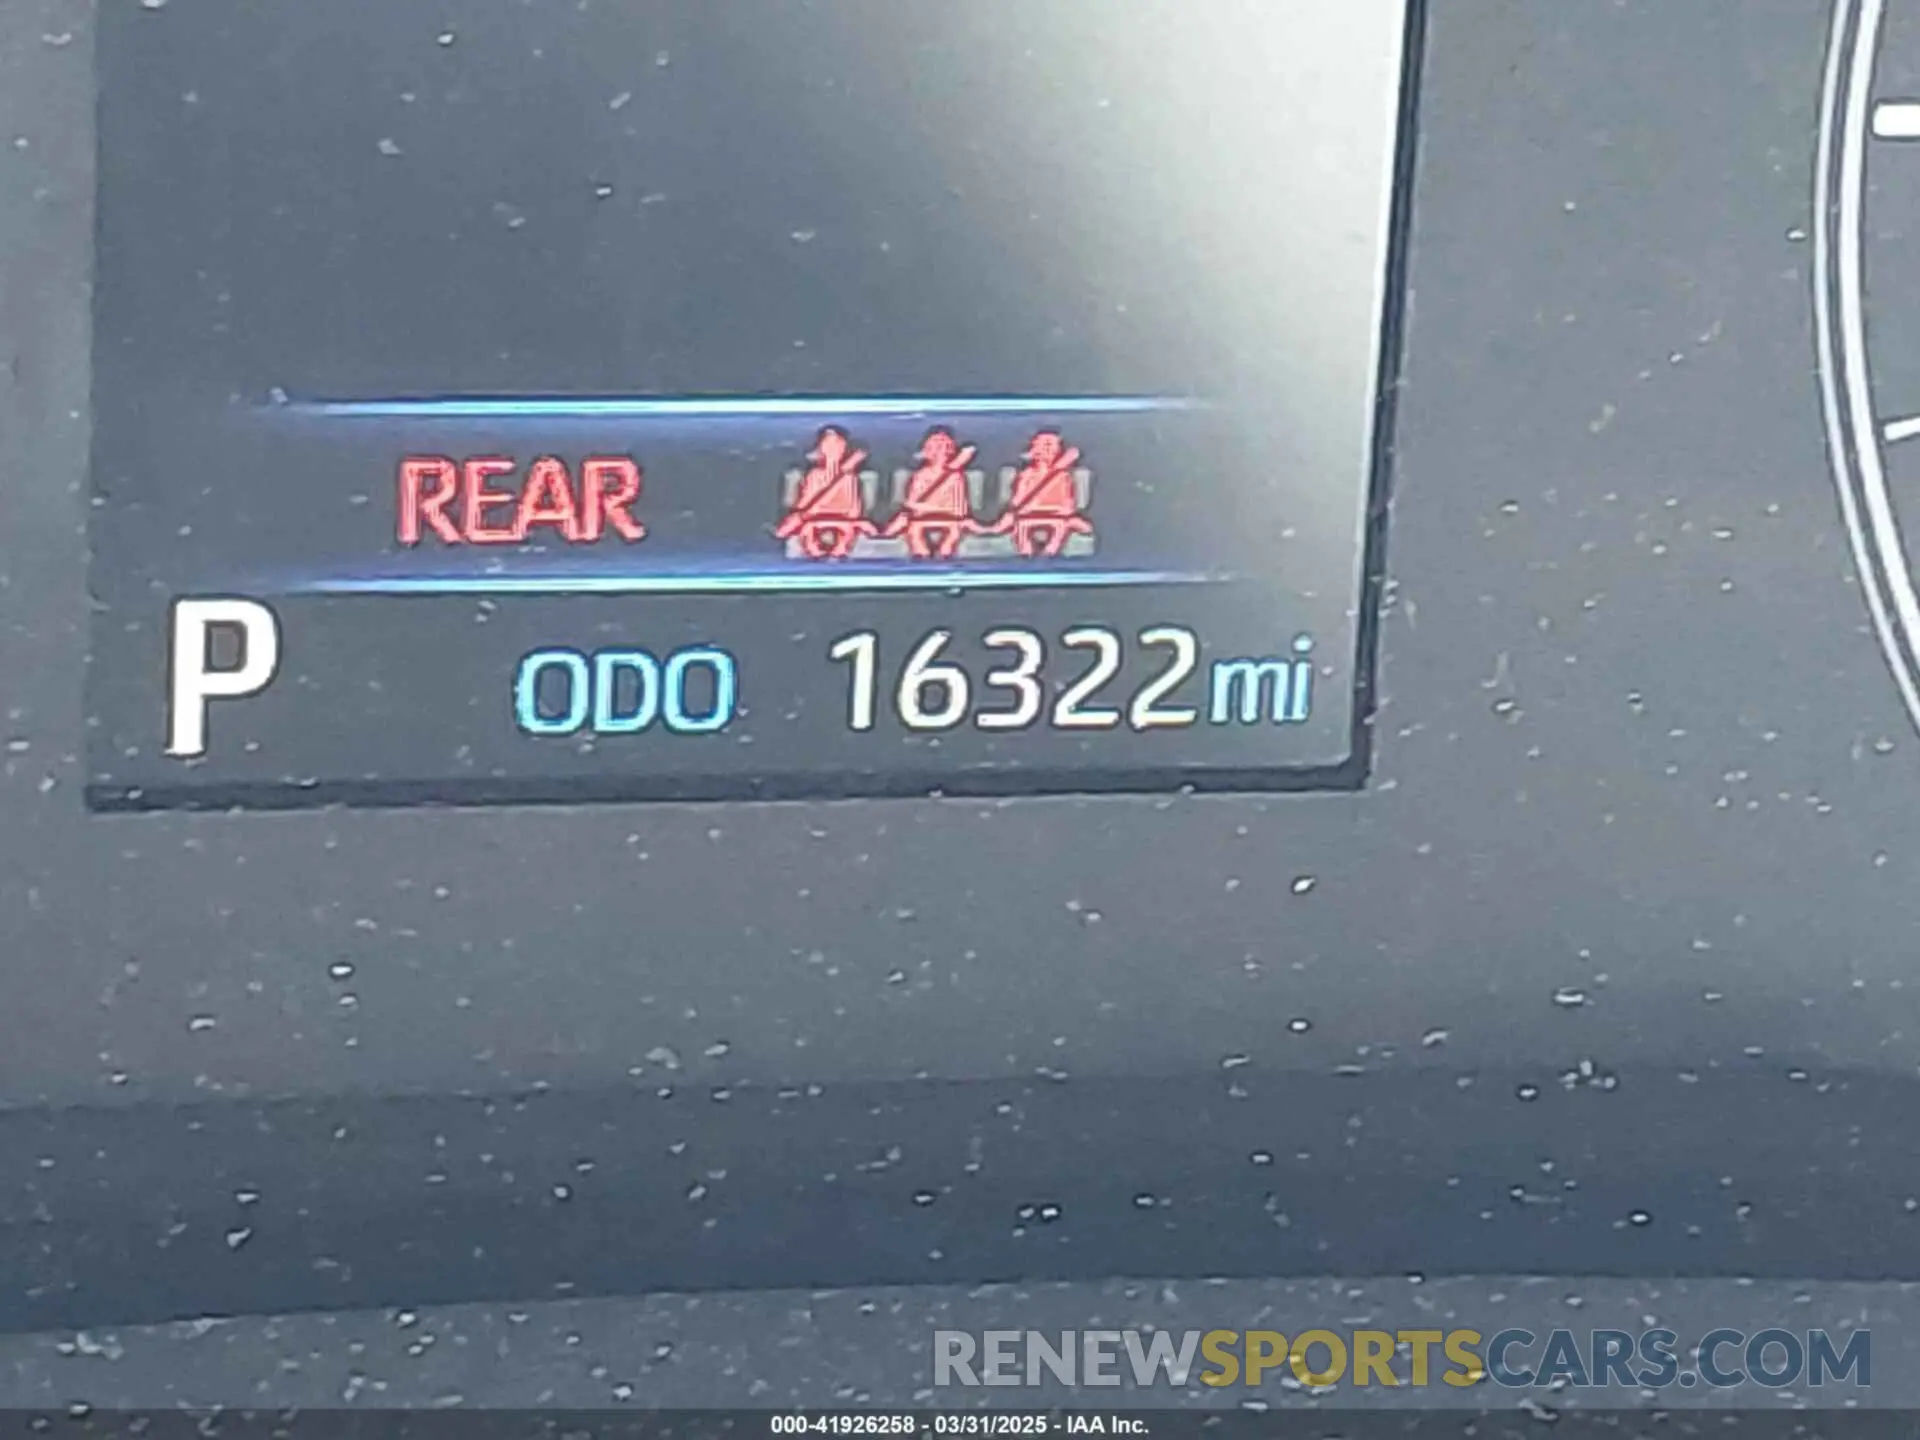 REAR
P ODO 16322mi
RENEWSPORTSCARS.COM
000-41926258 - 03/31/2025 - IAA Inc.